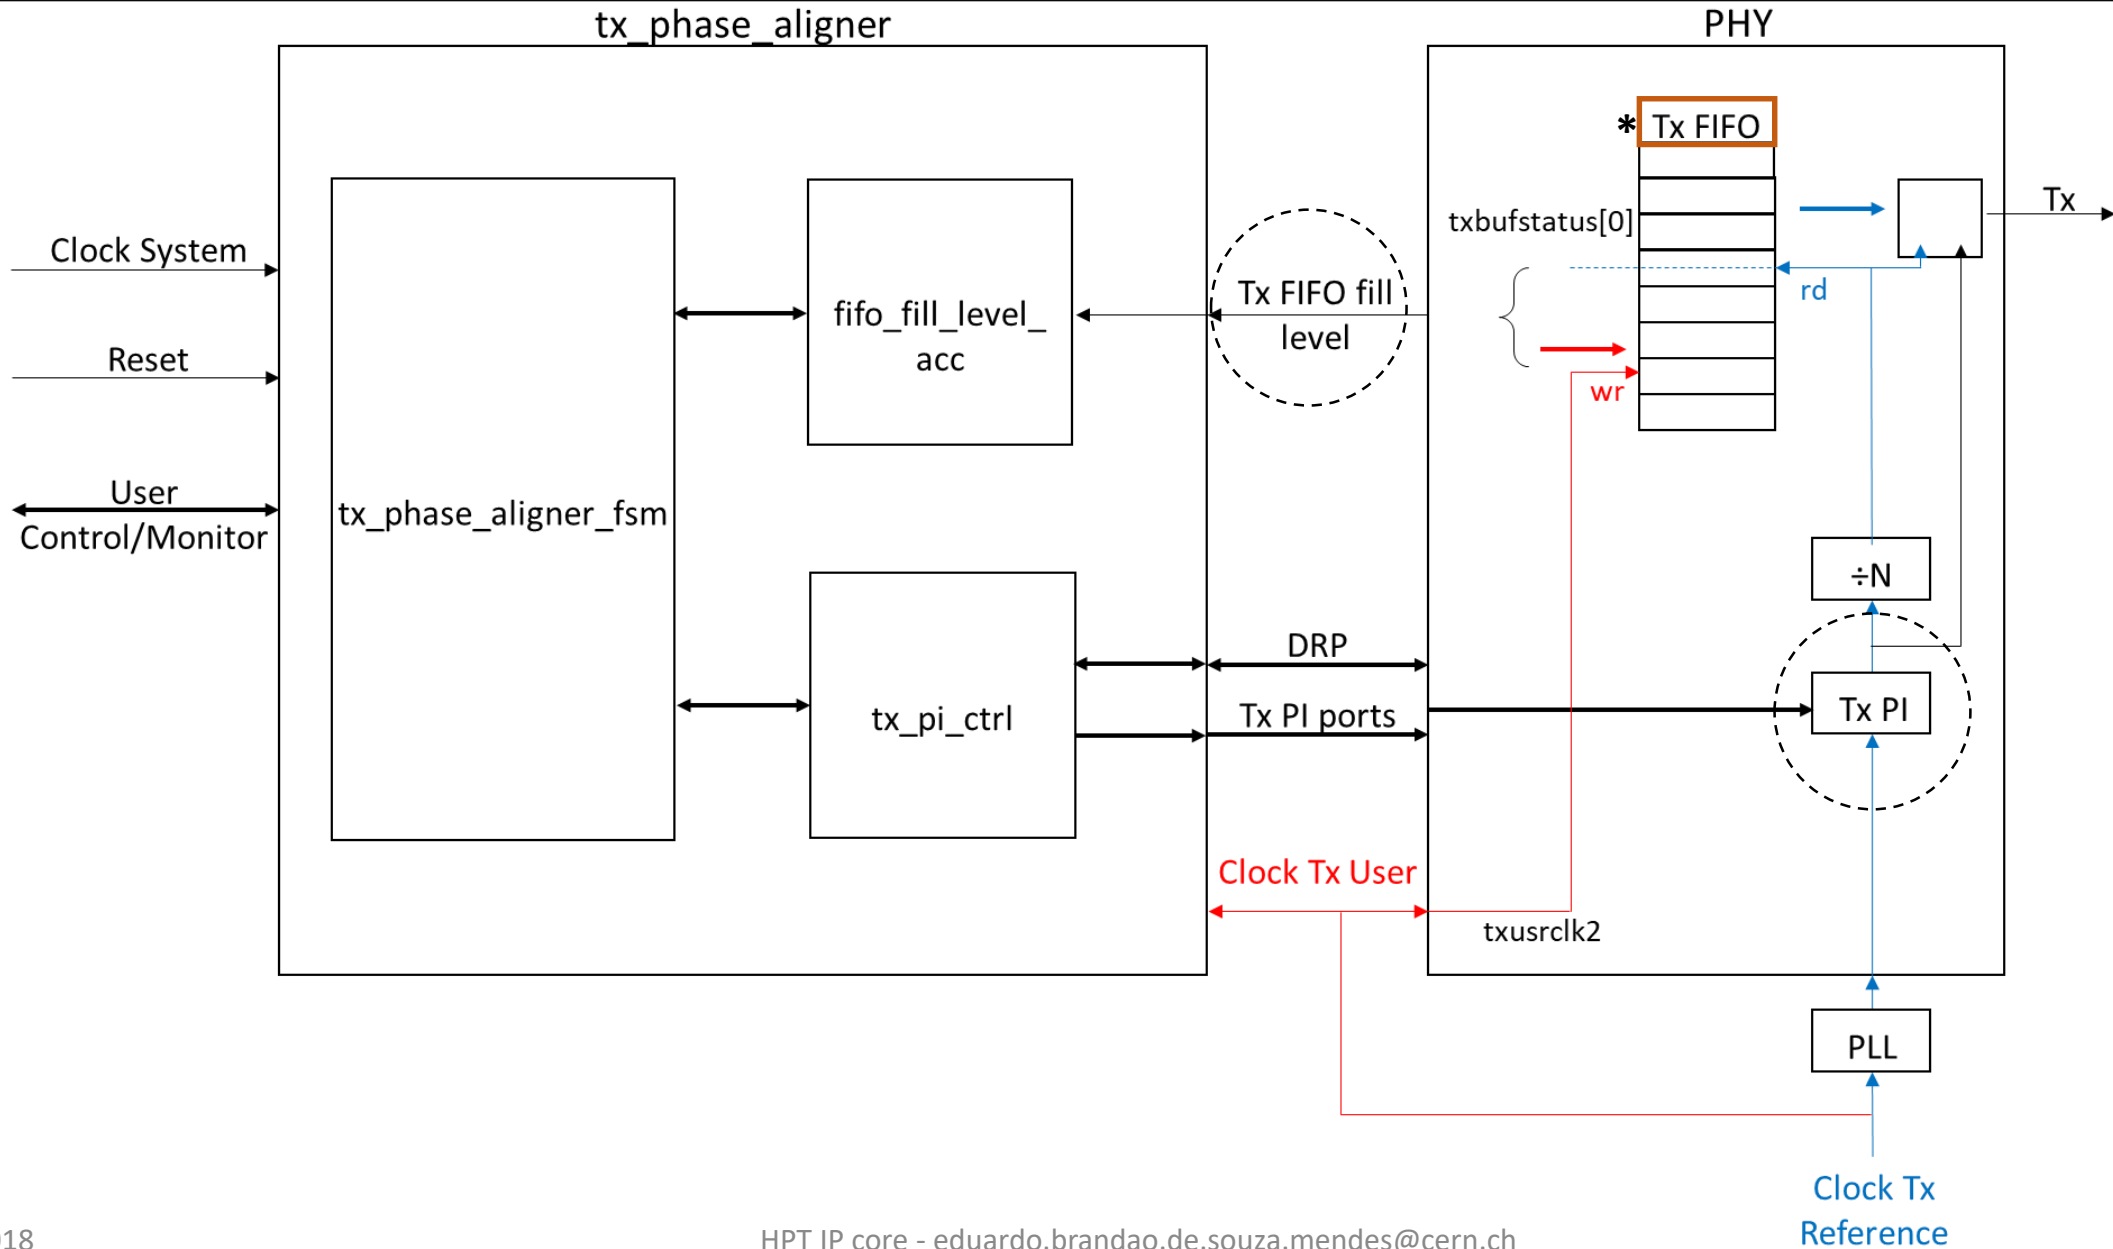 tx_phase_aligner
PHY
* Tx FIFO
Tx
txbufstatus[0]
Clock System
rd
Tx FIFO fill
level
fifo_fill_level_
acc
Reset
wr
User
Control/Monitor
tx_phase_aligner_fsm
÷N
DRP
Tx PI
Tx PI ports
tx_pi_ctrl
Clock Tx User
txusrclk2
PLL
Clock Tx
Reference
018
HPT IP core - eduardo.brandao.de.souza.mendes@cern.ch